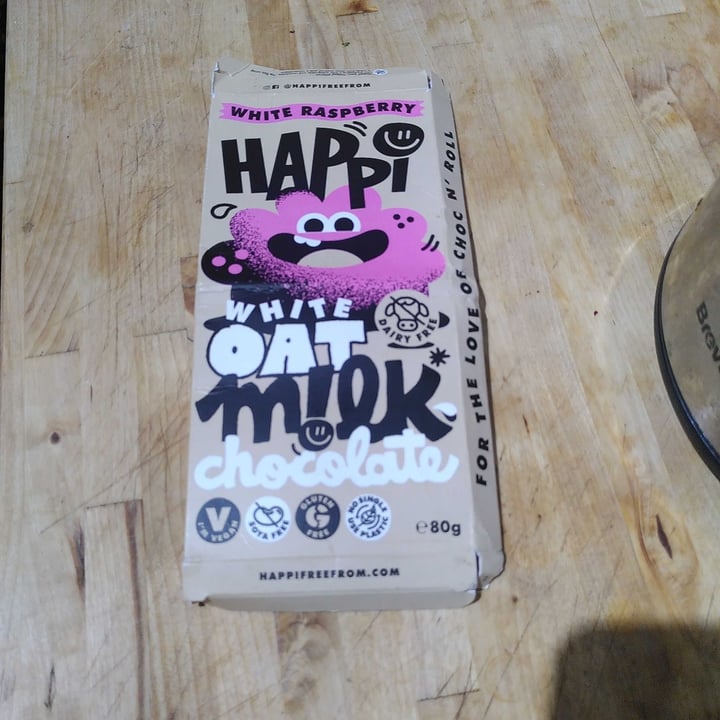 @HAPPIFREEFROM
WHITE RASPBERRY
HAPPi
WHITE
OAT
m!lk
chocolate
DAIRY FREE
V
I'M VEGAN
SOYA FREE
GLUTEN
G
FREE
NO SINGLE
USE PLASTIC
℮80g
HAPPIFREEFROM.COM
FOR THE LOVE OF CHOC N' ROLL